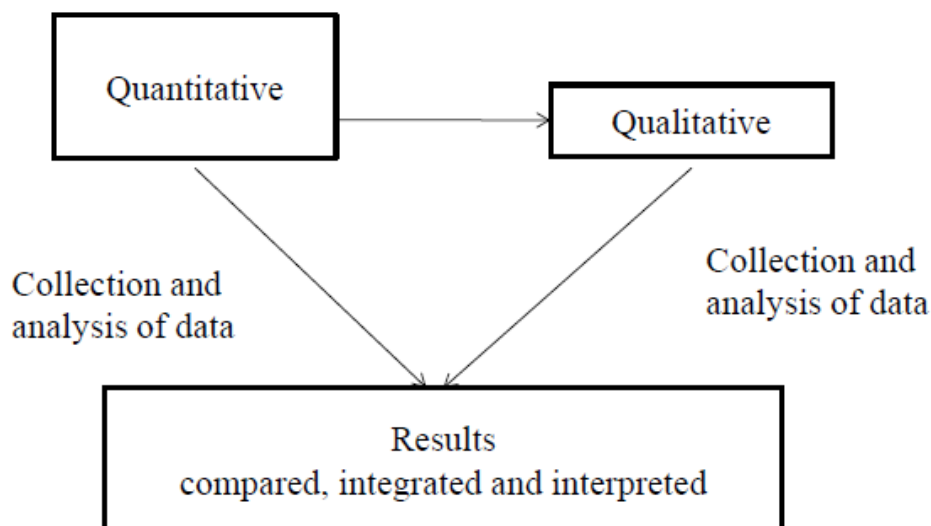 Quantitative
Qualitative
Collection and
analysis of data
Collection and
analysis of data
Results
compared, integrated and interpreted